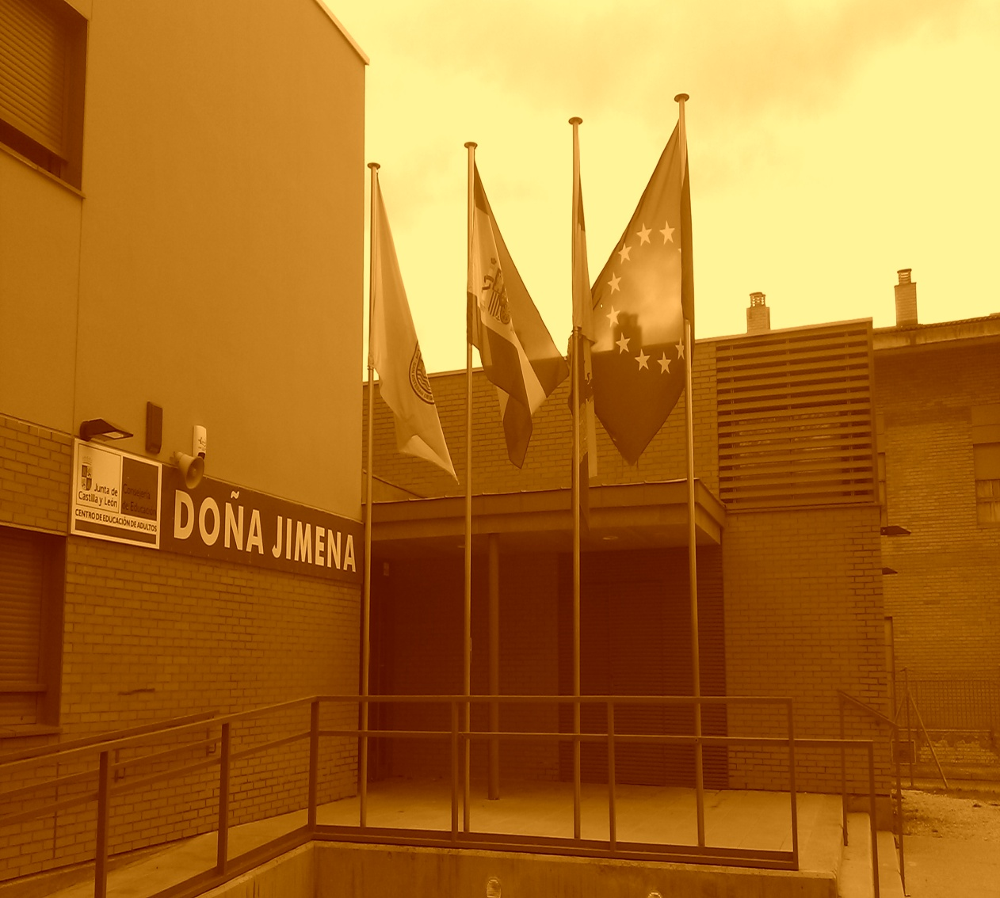 Junta de
Castilla y León
Consejería
de Educación
CENTRO DE EDUCACIÓN DE ADULTOS
DOÑA JIMENA